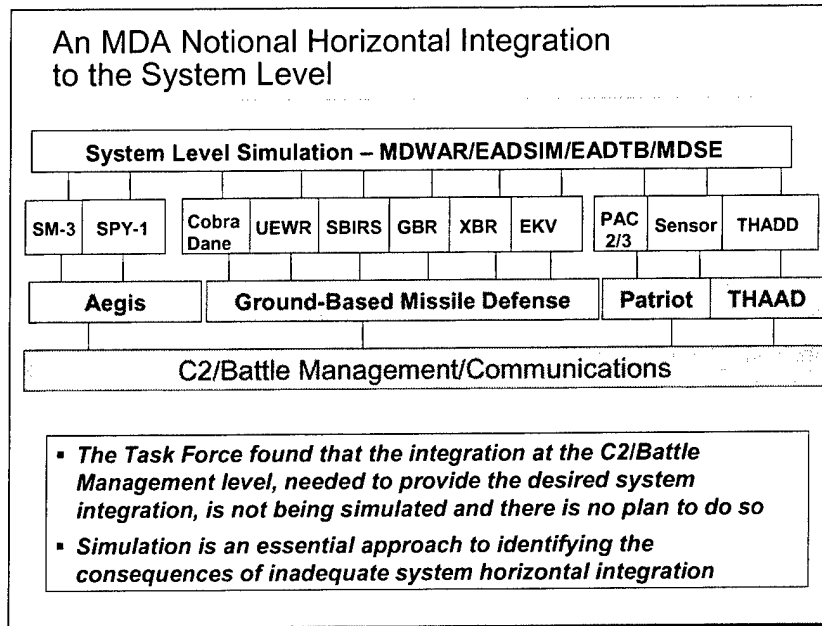 An MDA Notional Horizontal Integration
to the System Level
System Level Simulation – MDWAR/EADSIM/EADTB/MDSE
SM-3 SPY-1 Cobra Dane UEWR SBIRS GBR XBR EKV PAC 2/3 Sensor THADD
Aegis Ground-Based Missile Defense Patriot THAAD
C2/Battle Management/Communications
▪ The Task Force found that the integration at the C2/Battle
Management level, needed to provide the desired system
integration, is not being simulated and there is no plan to do so
▪ Simulation is an essential approach to identifying the
consequences of inadequate system horizontal integration